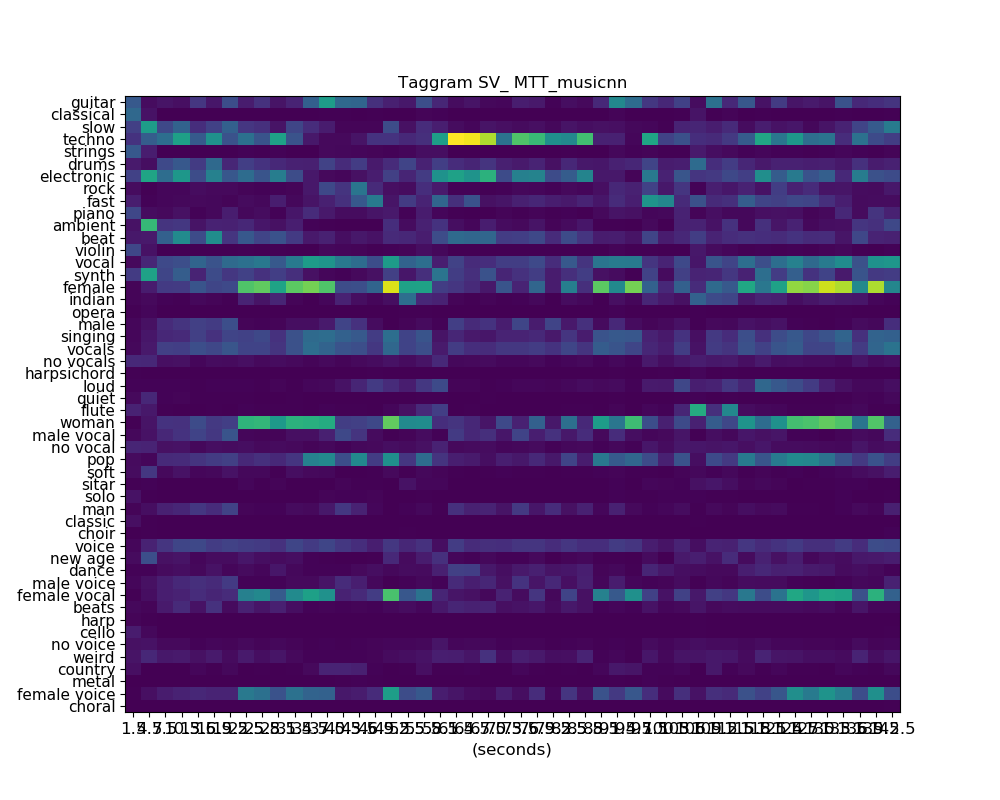 Taggram SV_ MTT_musicnn
guitar
classical
slow
techno
strings
drums
electronic
rock
fast
piano
ambient
beat
violin
vocal
synth
female
indian
opera
male
singing
vocals
no vocals
harpsichord
loud
quiet
flute
woman
male vocal
no vocal
pop
soft
sitar
solo
man
classic
choir
voice
new age
dance
male voice
female vocal
beats
harp
cello
no voice
weird
country
metal
female voice
choral
(seconds)